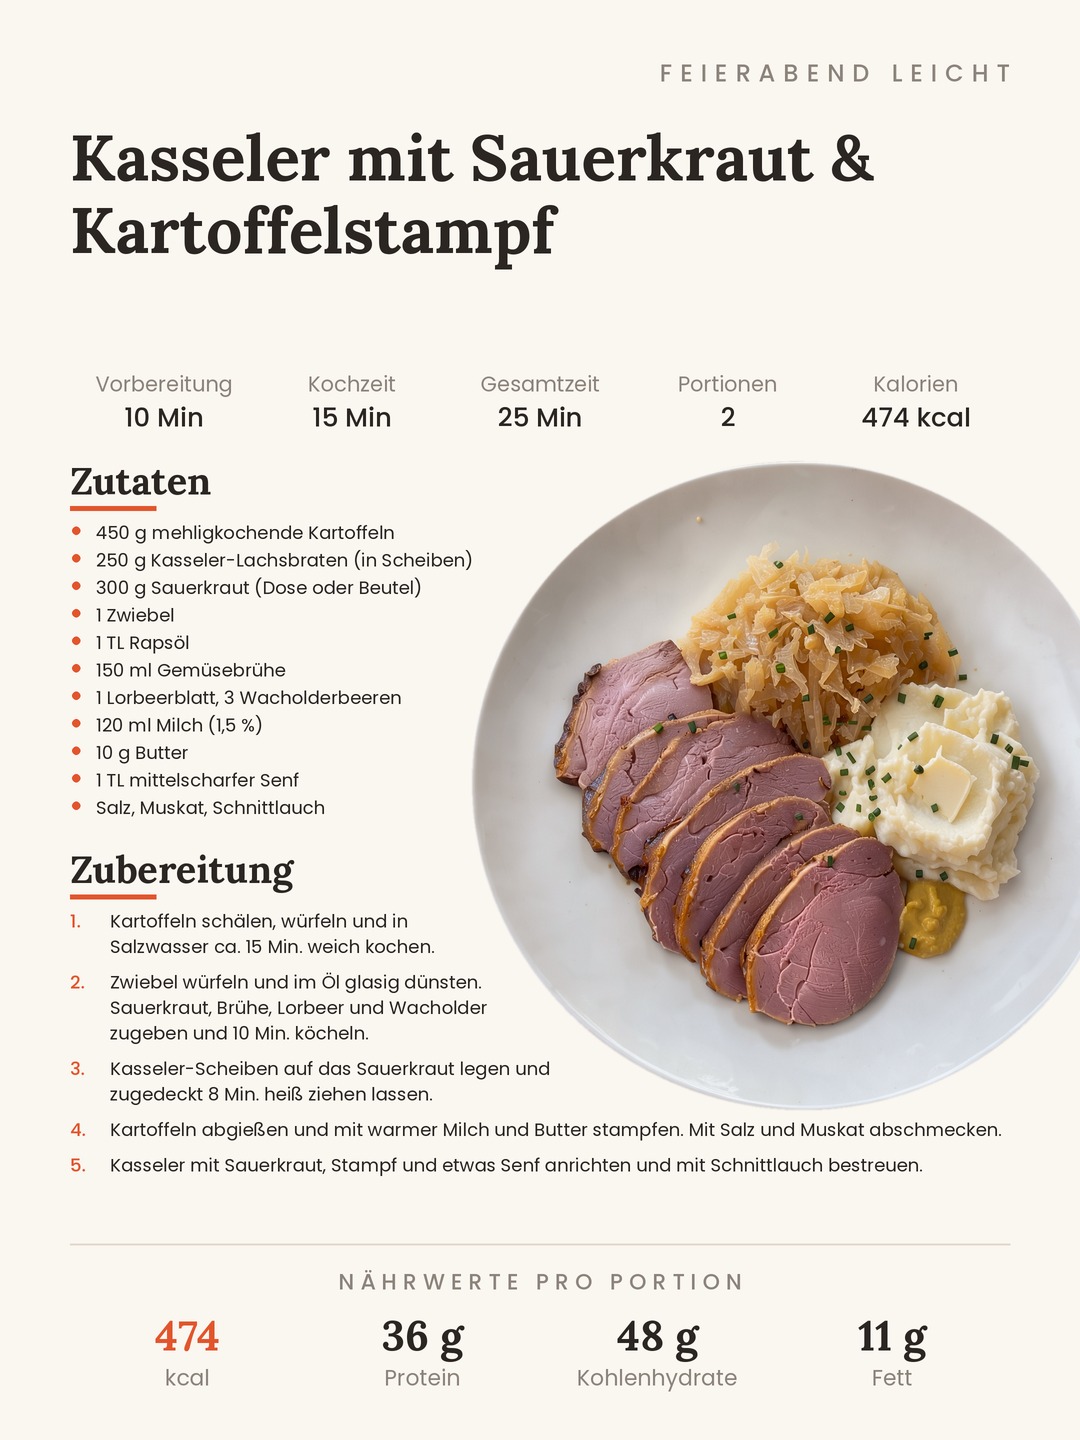 FEIERABEND LEICHT
Kasseler mit Sauerkraut &
Kartoffelstampf
Vorbereitung
10 Min
Kochzeit
15 Min
Gesamtzeit
25 Min
Portionen
2
Kalorien
474 kcal
Zutaten
• 450 g mehligkochende Kartoffeln
• 250 g Kasseler-Lachsbraten (in Scheiben)
• 300 g Sauerkraut (Dose oder Beutel)
• 1 Zwiebel
• 1 TL Rapsöl
• 150 ml Gemüsebrühe
• 1 Lorbeerblatt, 3 Wacholderbeeren
• 120 ml Milch (1,5 %)
• 10 g Butter
• 1 TL mittelscharfer Senf
• Salz, Muskat, Schnittlauch
Zubereitung
1. Kartoffeln schälen, würfeln und in
Salzwasser ca. 15 Min. weich kochen.
2. Zwiebel würfeln und im Öl glasig dünsten.
Sauerkraut, Brühe, Lorbeer und Wacholder
zugeben und 10 Min. köcheln.
3. Kasseler-Scheiben auf das Sauerkraut legen und
zugedeckt 8 Min. heiß ziehen lassen.
4. Kartoffeln abgießen und mit warmer Milch und Butter stampfen. Mit Salz und Muskat abschmecken.
5. Kasseler mit Sauerkraut, Stampf und etwas Senf anrichten und mit Schnittlauch bestreuen.
NÄHRWERTE PRO PORTION
474
kcal
36 g
Protein
48 g
Kohlenhydrate
11 g
Fett